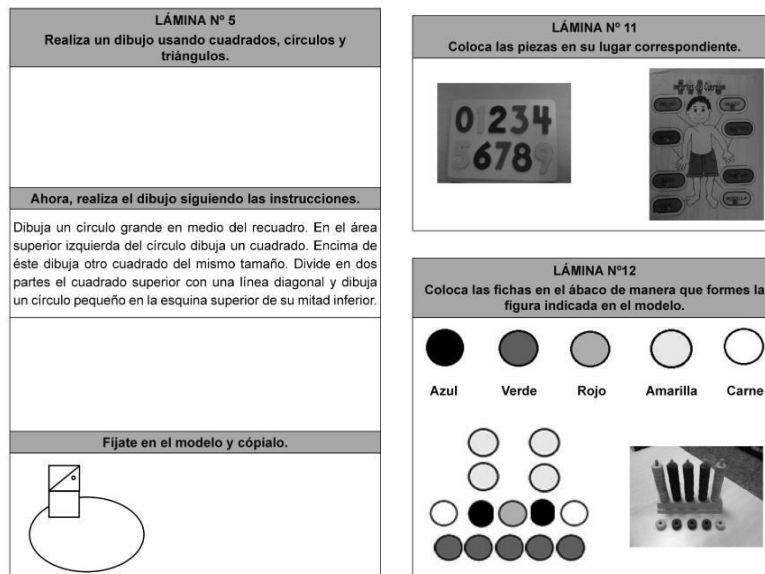 LÁMINA Nº 5
Realiza un dibujo usando cuadrados, circulos y
triángulos.
Ahora, realiza el dibujo siguiendo las instrucciones.
Dibuja un círculo grande en medio del recuadro. En el área
superior izquierda del círculo dibuja un cuadrado. Encima de
éste dibuja otro cuadrado del mismo tamaño. Divide en dos
partes el cuadrado superior con una línea diagonal y dibuja
un círculo pequeño en la esquina superior de su mitad inferior.
Fíjate en el modelo y cópialo.
LÁMINA Nº 11
Coloca las piezas en su lugar correspondiente.
01234
56789
LÁMINA Nº12
Coloca las fichas en el ábaco de manera que formes la
figura indicada en el modelo.
Azul Verde Rojo Amarilla Carne